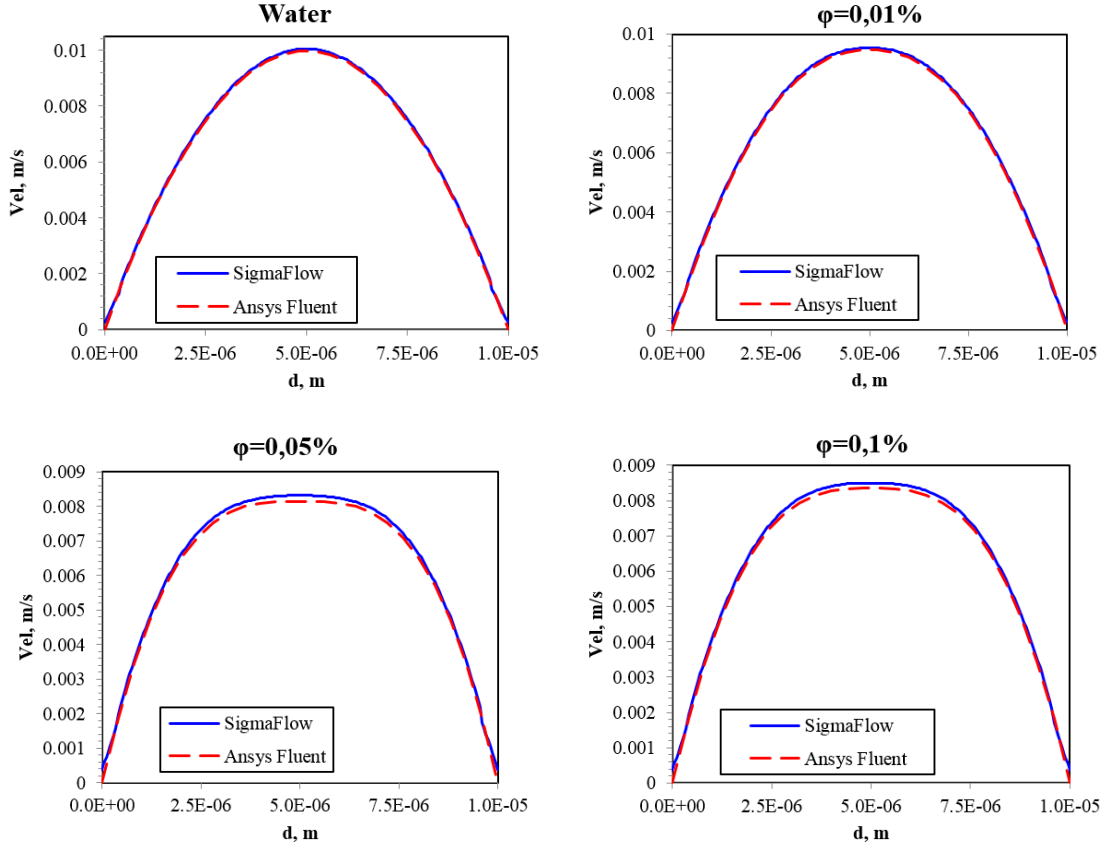 Water
0.01
0.008
0.006
0.004
0.002
0
Vel, m/s
SigmaFlow
Ansys Fluent
0.0E+00 2.5E-06 5.0E-06 7.5E-06 1.0E-05
d, m
φ=0,01%
0.01
0.008
0.006
0.004
0.002
0
Vel, m/s
SigmaFlow
Ansys Fluent
0.0E+00 2.5E-06 5.0E-06 7.5E-06 1.0E-05
d, m
φ=0,05%
0.009
0.008
0.007
0.006
0.005
0.004
0.003
0.002
0.001
0
Vel, m/s
SigmaFlow
Ansys Fluent
0.0E+00 2.5E-06 5.0E-06 7.5E-06 1.0E-05
d, m
φ=0,1%
0.009
0.008
0.007
0.006
0.005
0.004
0.003
0.002
0.001
0
Vel, m/s
SigmaFlow
Ansys Fluent
0.0E+00 2.5E-06 5.0E-06 7.5E-06 1.0E-05
d, m